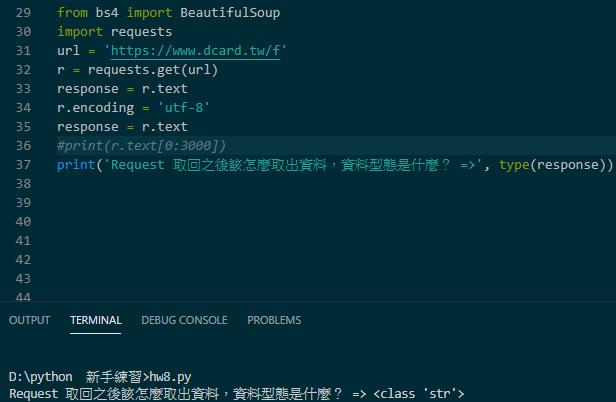 29 from bs4 import BeautifulSoup
30 import requests
31 url = 'https://www.dcard.tw/f'
32 r = requests.get(url)
33 response = r.text
34 r.encoding = 'utf-8'
35 response = r.text
36 #print(r.text[0:3000])
37 print('Request 取回之後該怎麼取出資料，資料型態是什麼？ =>', type(response))
38
39
40
41
42
43
44
OUTPUT TERMINAL DEBUG CONSOLE PROBLEMS
D:\python  新手練習>hw8.py
Request 取回之後該怎麼取出資料，資料型態是什麼？ => <class 'str'>